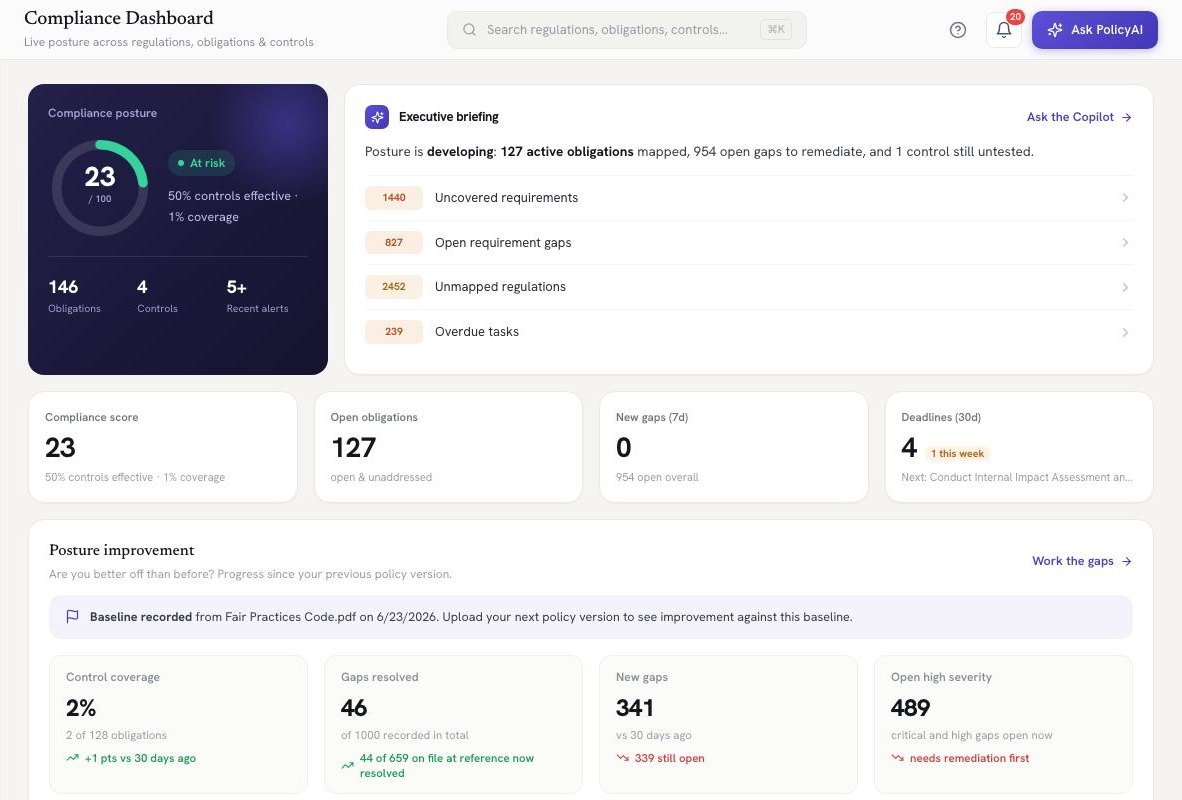 Compliance Dashboard
Live posture across regulations, obligations & controls
Search regulations, obligations, controls...
⌘K
20
Ask PolicyAI
Compliance posture
23
/ 100
At risk
50% controls effective ·
1% coverage
146
4
5+
Obligations
Controls
Recent alerts
Executive briefing
Ask the Copilot →
Posture is developing: 127 active obligations mapped, 954 open gaps to remediate, and 1 control still untested.
1440 Uncovered requirements
827 Open requirement gaps
2452 Unmapped regulations
239 Overdue tasks
Compliance score
23
50% controls effective · 1% coverage
Open obligations
127
open & unaddressed
New gaps (7d)
0
954 open overall
Deadlines (30d)
4 1 this week
Next: Conduct Internal Impact Assessment an...
Posture improvement
Are you better off than before? Progress since your previous policy version.
Work the gaps →
Baseline recorded from Fair Practices Code.pdf on 6/23/2026. Upload your next policy version to see improvement against this baseline.
Control coverage
2%
2 of 128 obligations
+1 pts vs 30 days ago
Gaps resolved
46
of 1000 recorded in total
44 of 659 on file at reference now
resolved
New gaps
341
vs 30 days ago
339 still open
Open high severity
489
critical and high gaps open now
needs remediation first